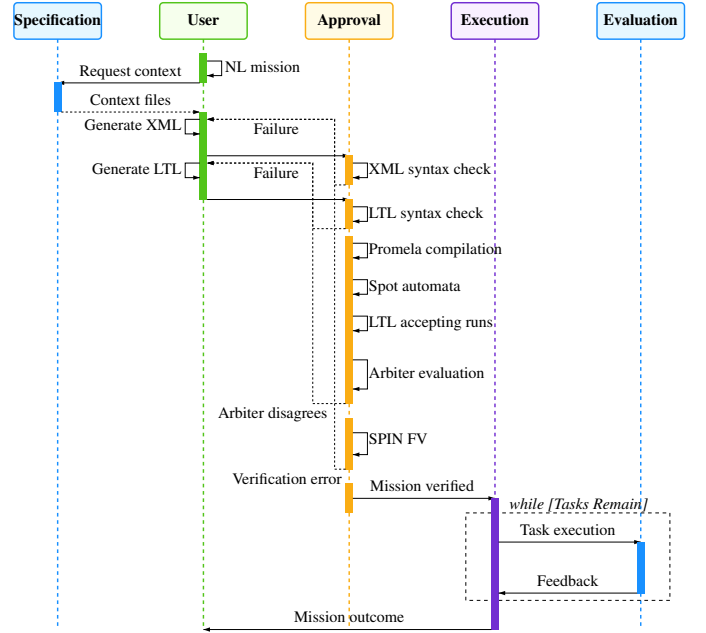 Specification
User
Approval
Execution
Evaluation
NL mission
Request context
Context files
Generate XML
Failure
Generate LTL
Failure
XML syntax check
LTL syntax check
Promela compilation
Spot automata
LTL accepting runs
Arbiter evaluation
Arbiter disagrees
SPIN FV
Verification error
Mission verified
while [Tasks Remain]
Task execution
Feedback
Mission outcome